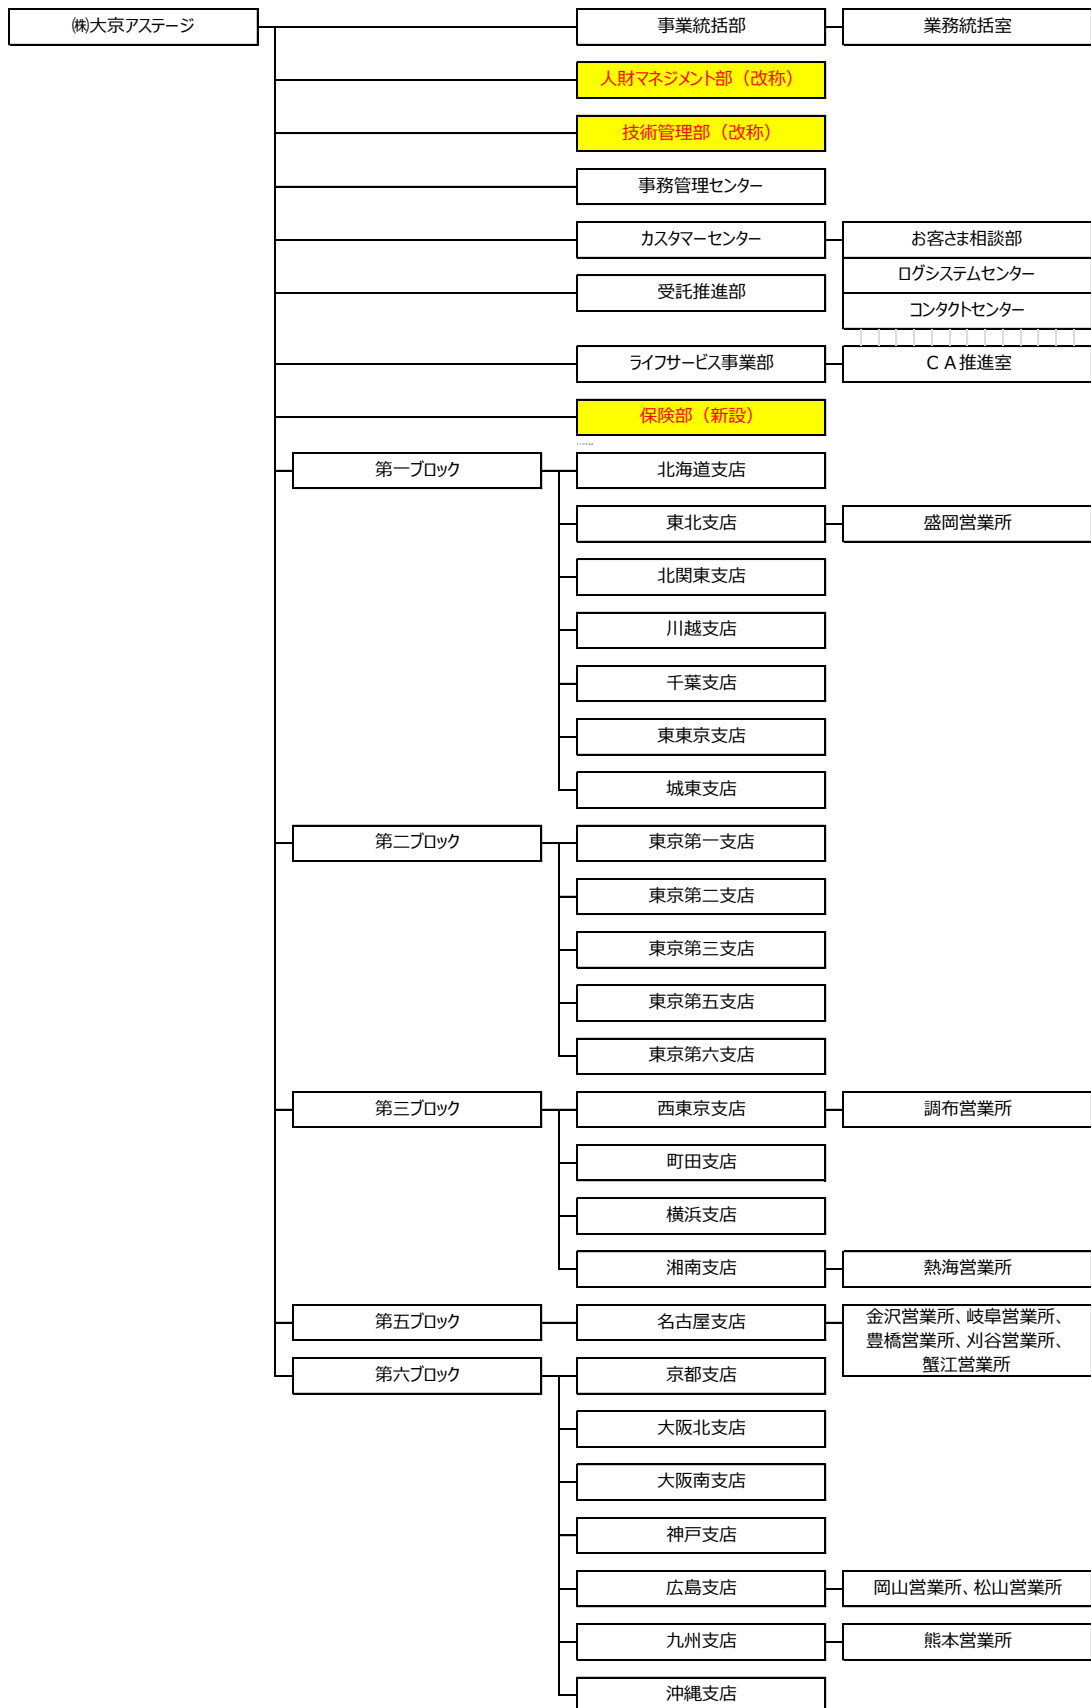 ㈱大京アステージ
事業統括部
業務統括室
人財マネジメント部（改称）
技術管理部（改称）
事務管理センター
カスタマーセンター
お客さま相談部
ログシステムセンター
受託推進部
コンタクトセンター
ライフサービス事業部
ＣＡ推進室
保険部（新設）
第一ブロック
北海道支店
東北支店
盛岡営業所
北関東支店
川越支店
千葉支店
東東京支店
城東支店
第二ブロック
東京第一支店
東京第二支店
東京第三支店
東京第五支店
東京第六支店
第三ブロック
西東京支店
調布営業所
町田支店
横浜支店
湘南支店
熱海営業所
第五ブロック
名古屋支店
金沢営業所、岐阜営業所、
豊橋営業所、刈谷営業所、
蟹江営業所
第六ブロック
京都支店
大阪北支店
大阪南支店
神戸支店
広島支店
岡山営業所、松山営業所
九州支店
熊本営業所
沖縄支店